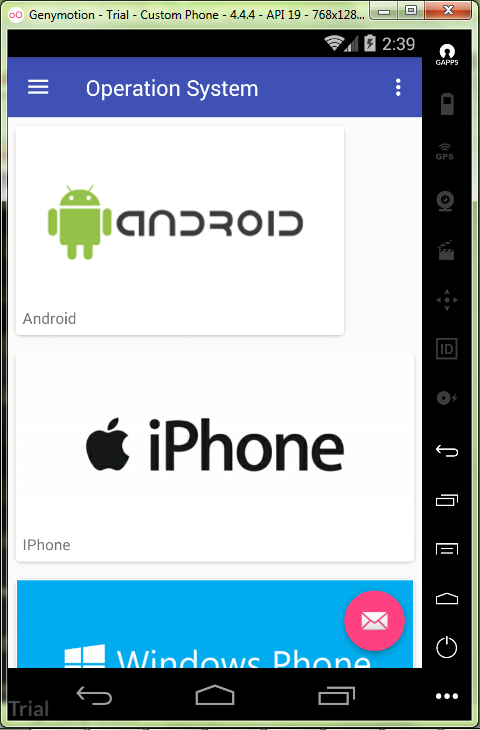 Genymotion - Trial - Custom Phone - 4.4.4 - API 19 - 768x128...
2:39
GAPPS
Operation System
GPS
ANDROID
Android
ID
iPhone
IPhone
Windows Phone
Trial